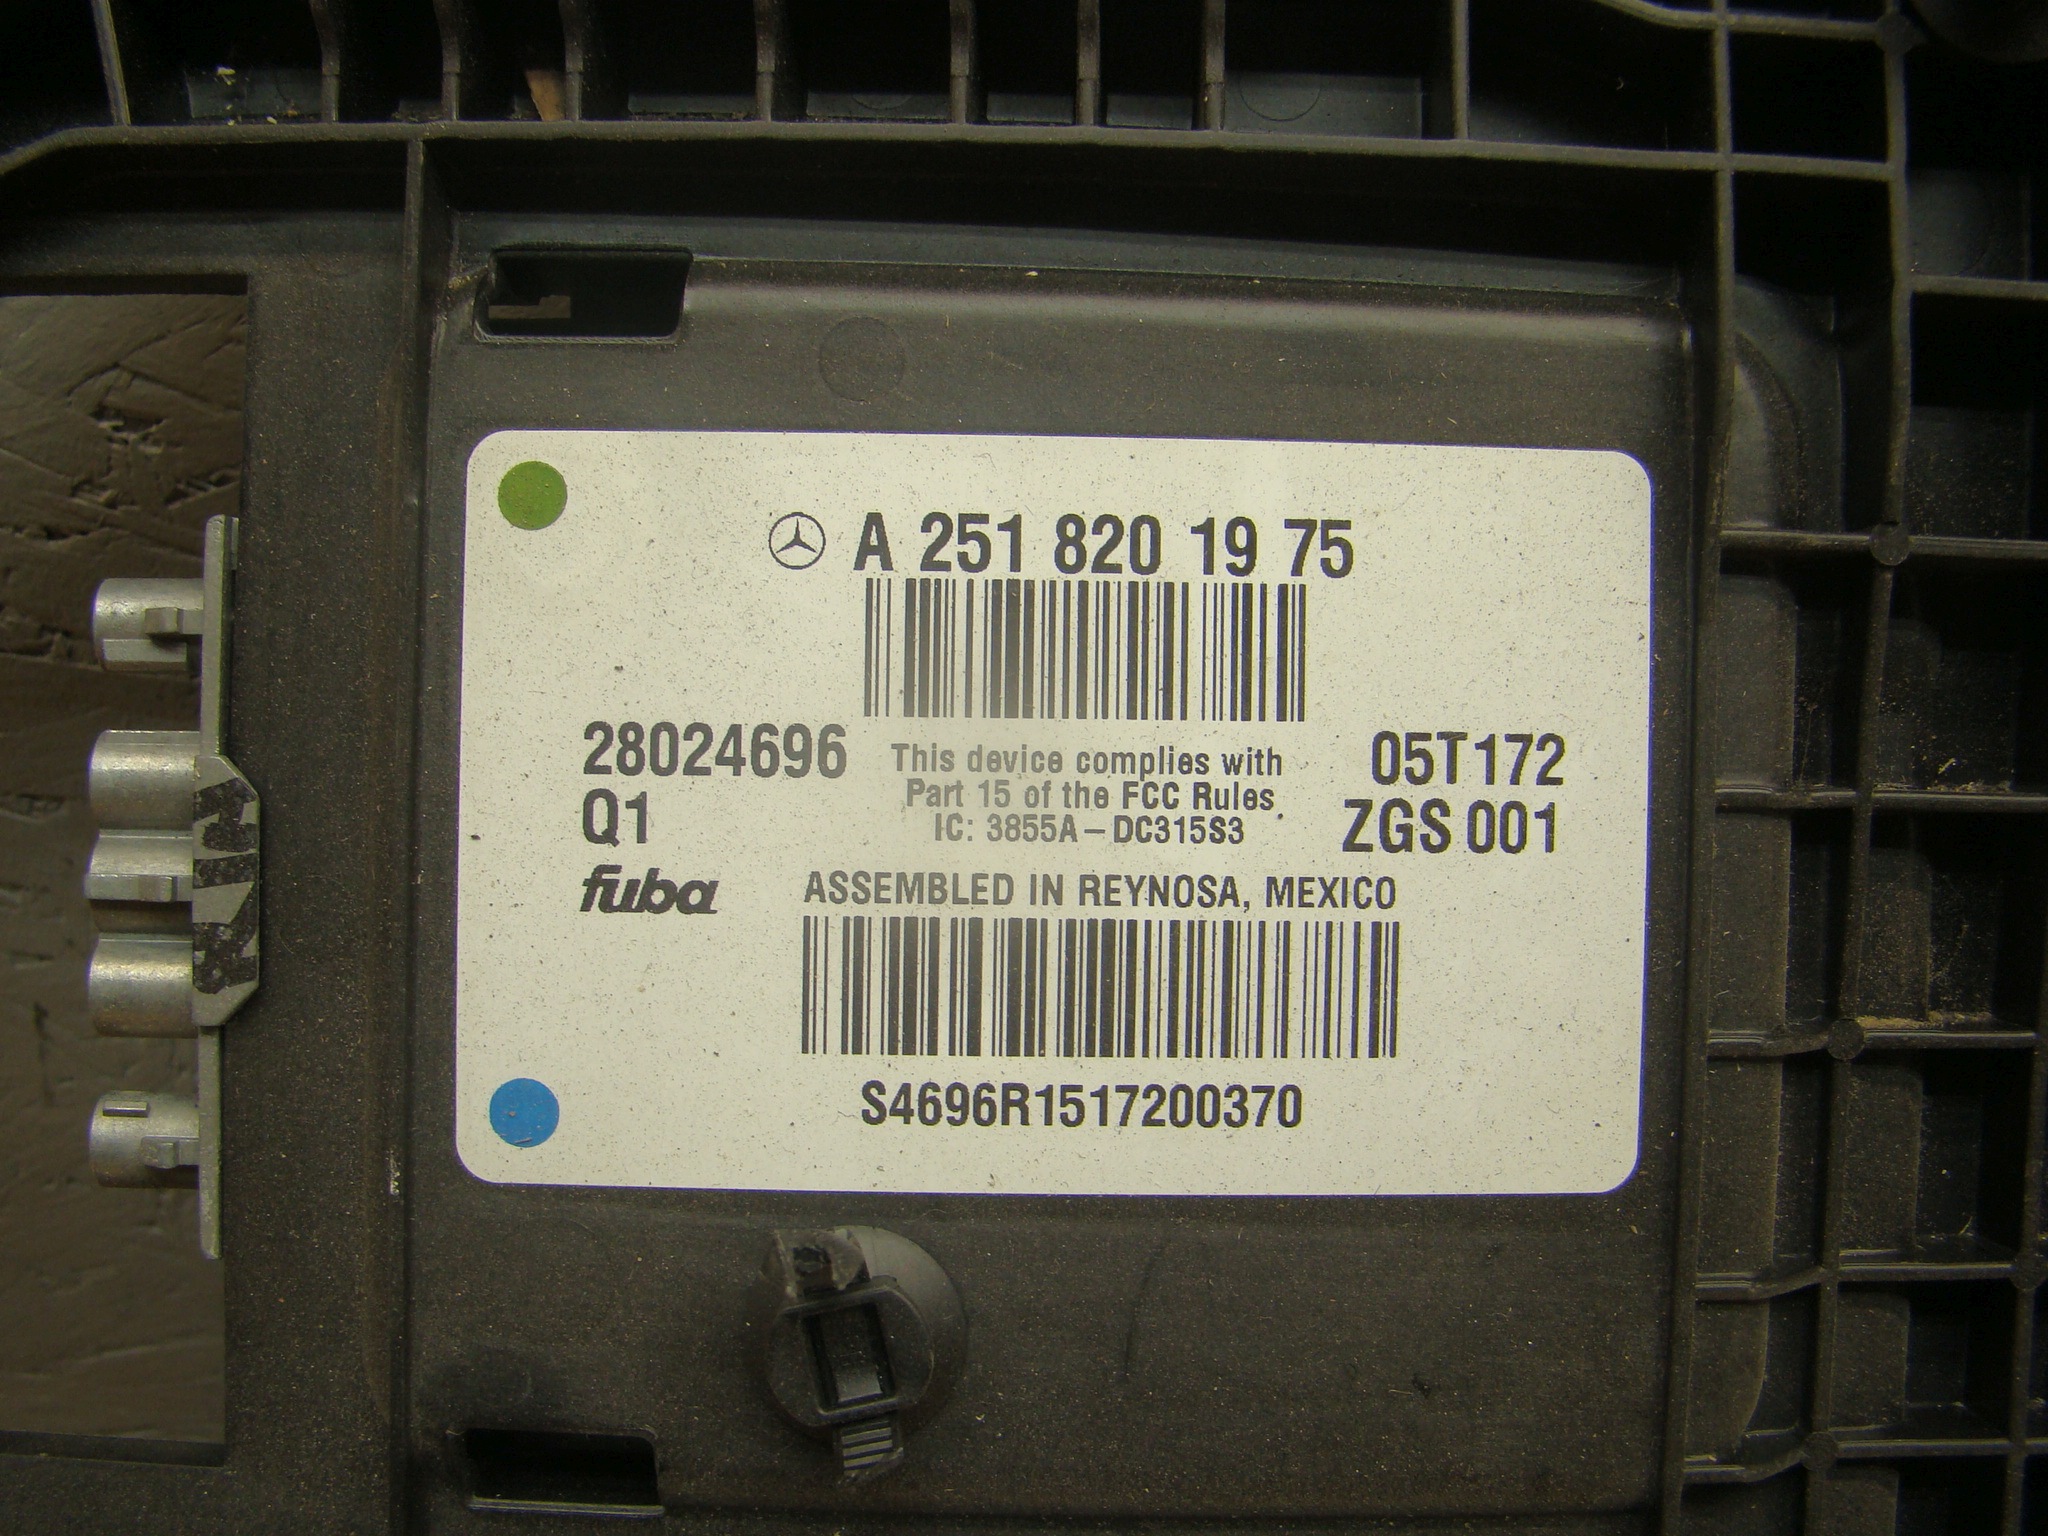 A 251 820 19 75
28024696
Q1
This device complies with
Part 15 of the FCC Rules
IC: 3855A-DC315S3
05T172
ZGS 001
fuba
ASSEMBLED IN REYNOSA, MEXICO
S4696R1517200370